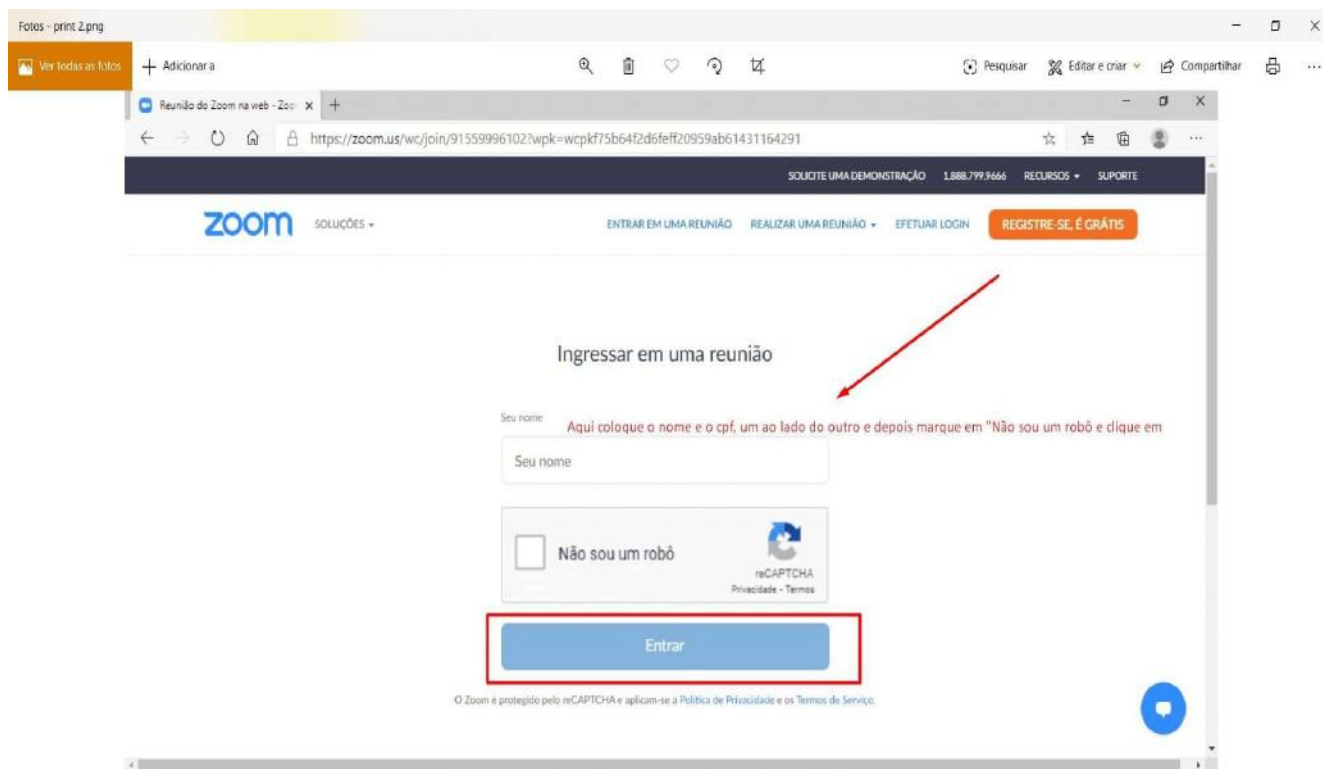 Fotos - print 2.png
Ver todas as fotos
Adicionar a
Pesquisar
Editar e criar
Compartilhar
Reunião do Zoom na web - Zoo
https://zoom.us/wc/join/91559996102?wpk=wcpkf75b64f2d6feff20959ab61431164291
SOLICITE UMA DEMONSTRAÇÃO 1.888.799.9666 RECURSOS SUPORTE
zoom SOLUÇÕES ENTRAR EM UMA REUNIÃO REALIZAR UMA REUNIÃO EFETUAR LOGIN REGISTRE-SE, É GRÁTIS
Ingressar em uma reunião
Seu nome
Aqui coloque o nome e o cpf, um ao lado do outro e depois marque em "Não sou um robô e clique em
Seu nome
Não sou um robô
reCAPTCHA
Privacidade - Termos
Entrar
O Zoom é protegido pelo reCAPTCHA e aplicam-se a Política de Privacidade e os Termos de Serviço.